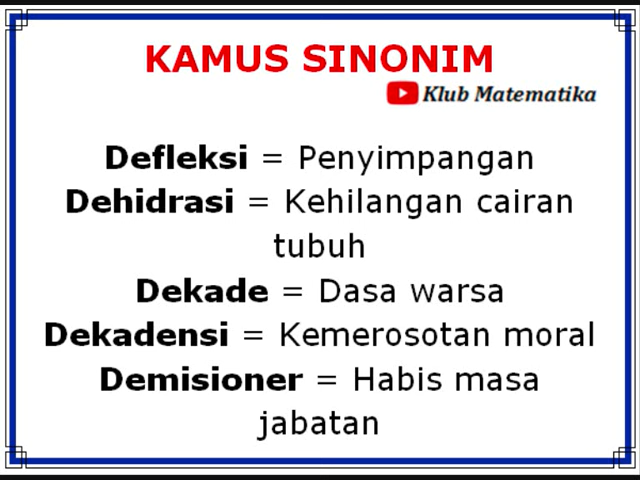 KAMUS SINONIM
Klub Matematika
Defleksi = Penyimpangan
Dehidrasi = Kehilangan cairan
tubuh
Dekade = Dasa warsa
Dekadensi = Kemerosotan moral
Demisioner = Habis masa
jabatan